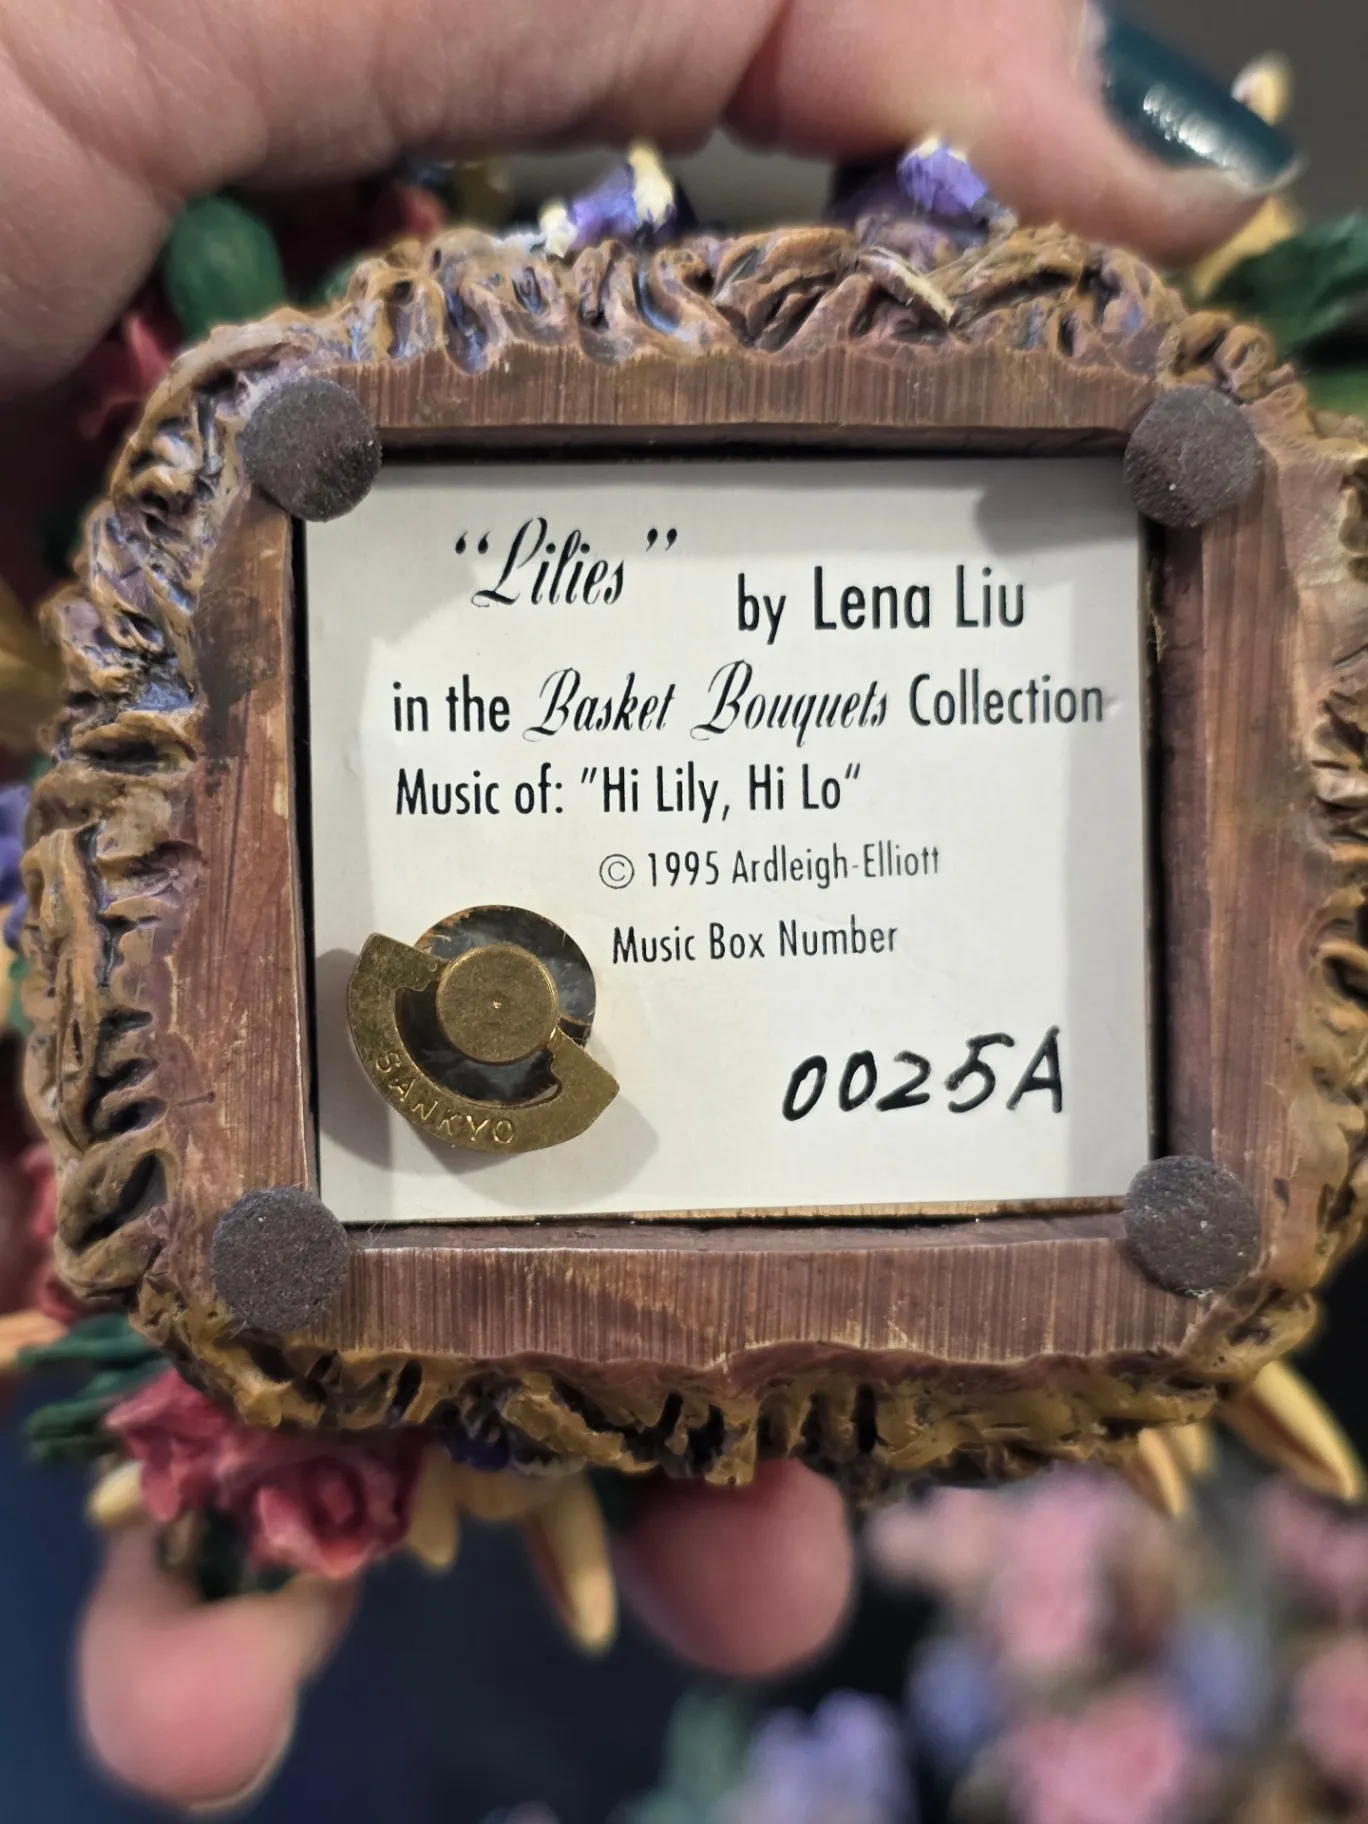 “Lilies” by Lena Liu
in the Basket Bouquets Collection
Music of: "Hi Lily, Hi Lo“
© 1995 Ardleigh-Elliott
Music Box Number
0025A
SANKYO